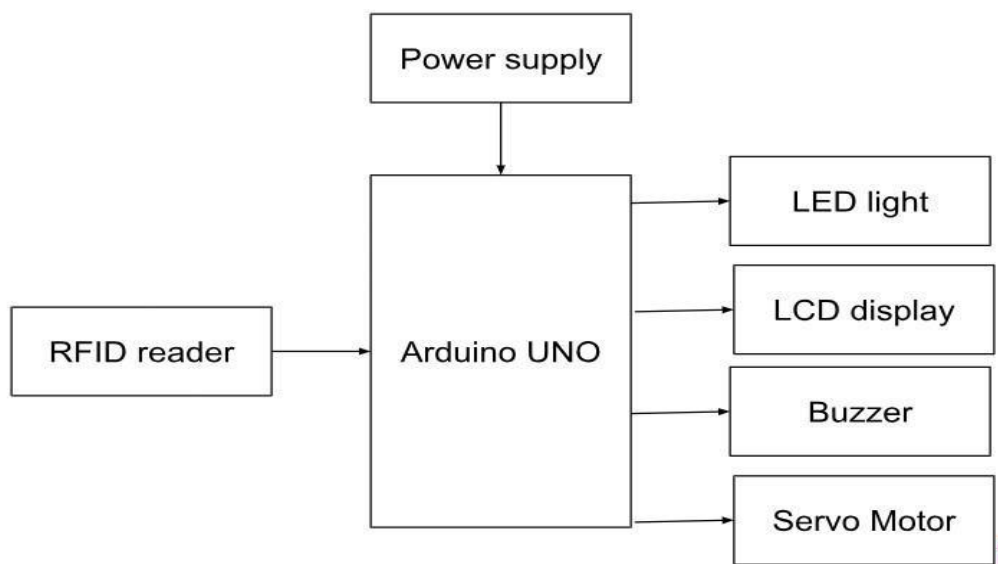 Power supply
LED light
LCD display
RFID reader
Arduino UNO
Buzzer
Servo Motor